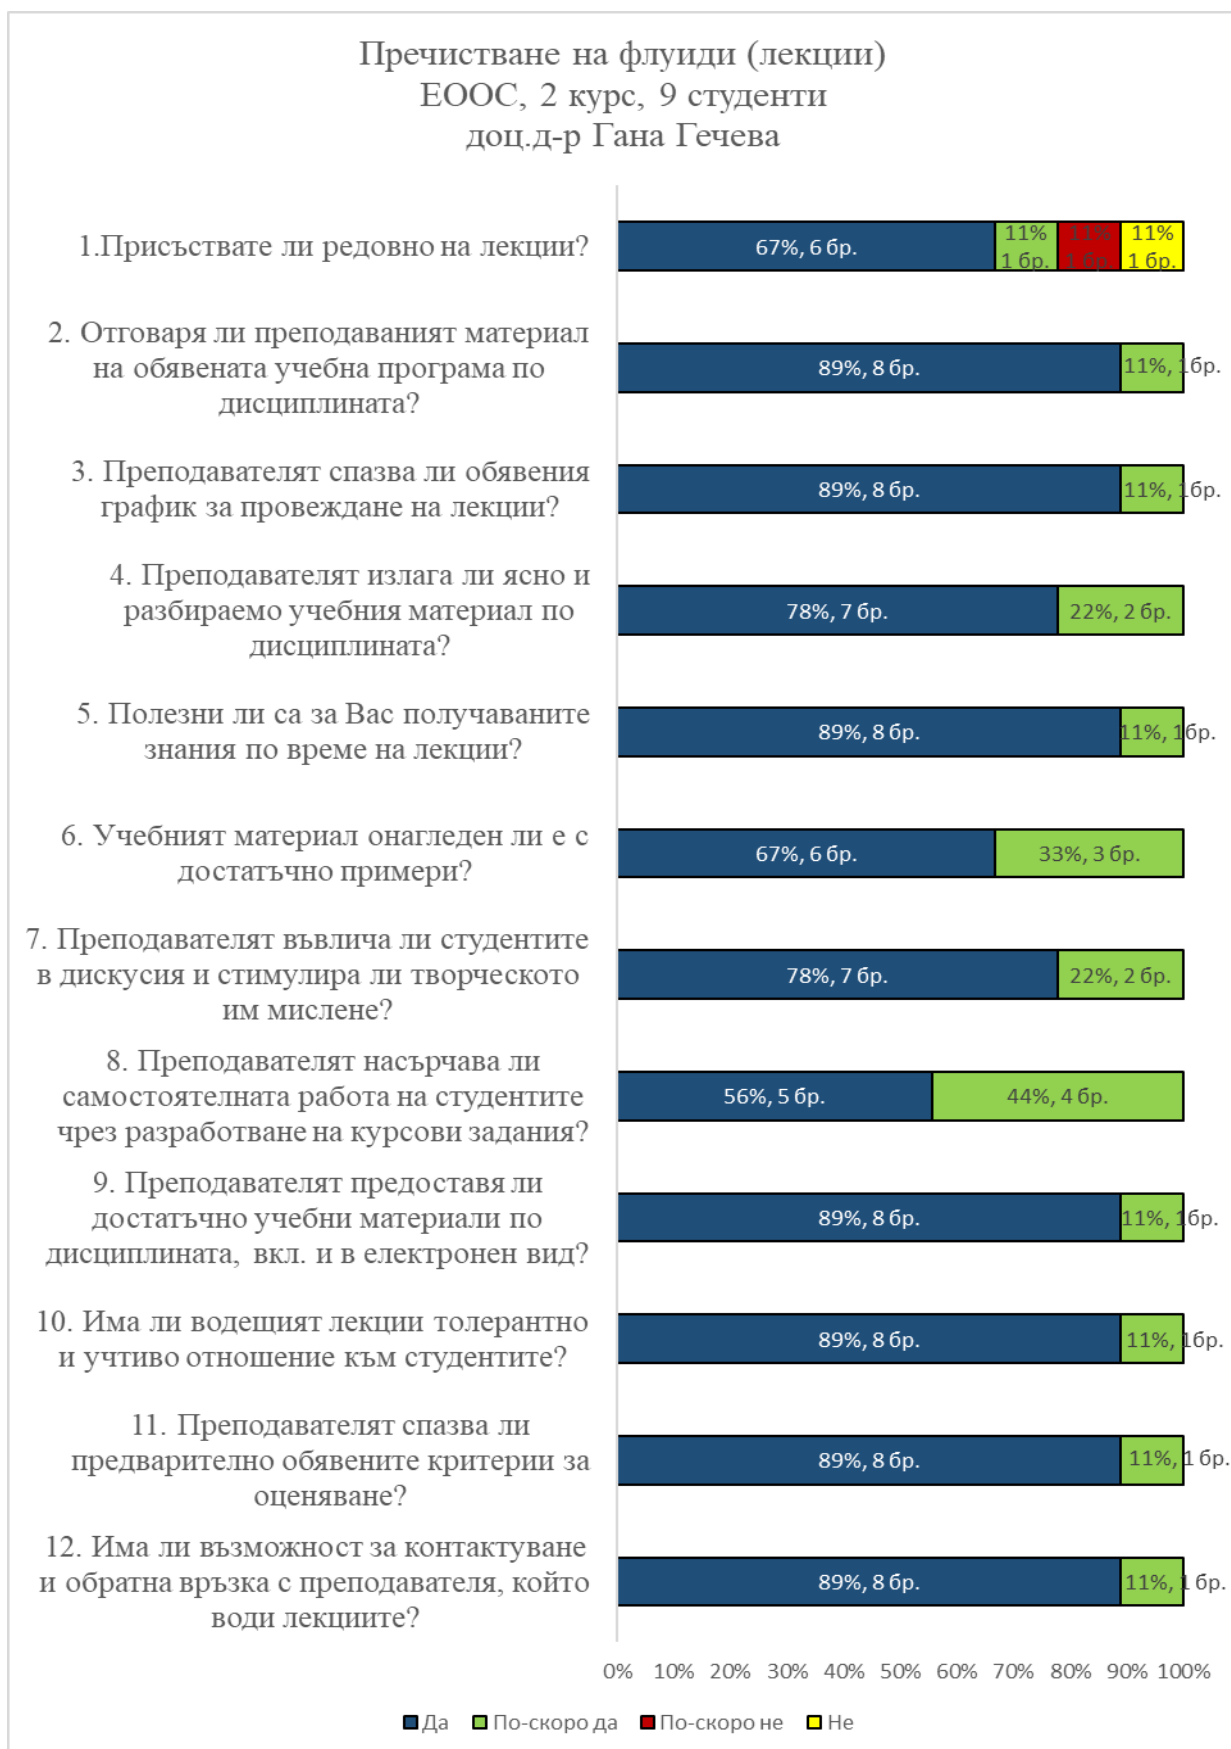 Пречистване на флуиди (лекции)
ЕООС, 2 курс, 9 студенти
доц.д-р Гана Гечева
1.Присъствате ли редовно на лекции?
67%, 6 бр.
11%
1 бр.
11%
1 бр.
11%
1 бр.
2. Отговаря ли преподаваният материал
на обявената учебна програма по
дисциплината?
89%, 8 бр.
11%, 1бр.
3. Преподавателят спазва ли обявения
график за провеждане на лекции?
89%, 8 бр.
11%, 1бр.
4. Преподавателят излага ли ясно и
разбираемо учебния материал по
дисциплината?
78%, 7 бр.
22%, 2 бр.
5. Полезни ли са за Вас получаваните
знания по време на лекции?
89%, 8 бр.
11%, 1бр.
6. Учебният материал онагледен ли е с
достатъчно примери?
67%, 6 бр.
33%, 3 бр.
7. Преподавателят въвлича ли студентите
в дискусия и стимулира ли творческото
им мислене?
78%, 7 бр.
22%, 2 бр.
8. Преподавателят насърчава ли
самостоятелната работа на студентите
чрез разработване на курсови задания?
56%, 5 бр.
44%, 4 бр.
9. Преподавателят предоставя ли
достатъчно учебни материали по
дисциплината, вкл. и в електронен вид?
89%, 8 бр.
11%, 1бр.
10. Има ли водещият лекции толерантно
и учтиво отношение към студентите?
89%, 8 бр.
11%, 1бр.
11. Преподавателят спазва ли
предварително обявените критерии за
оценяване?
89%, 8 бр.
11%, 1 бр.
12. Има ли възможност за контактуване
и обратна връзка с преподавателя, който
води лекциите?
89%, 8 бр.
11%, 1 бр.
0% 10% 20% 30% 40% 50% 60% 70% 80% 90% 100%
Да По-скоро да По-скоро не Не